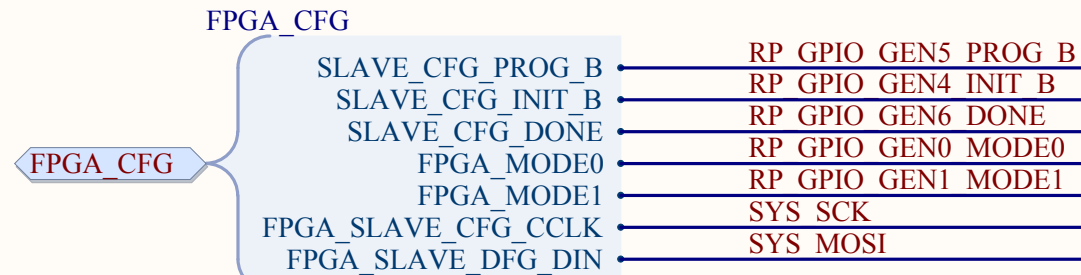 FPGA_CFG
SLAVE_CFG_PROG_B RP_GPIO_GEN5_PROG_B
SLAVE_CFG_INIT_B RP_GPIO_GEN4_INIT_B
SLAVE_CFG_DONE RP_GPIO_GEN6_DONE
FPGA_CFG
FPGA_MODE0 RP_GPIO_GEN0_MODE0
FPGA_MODE1 RP_GPIO_GEN1_MODE1
FPGA_SLAVE_CFG_CCLK SYS_SCK
FPGA_SLAVE_DFG_DIN SYS_MOSI